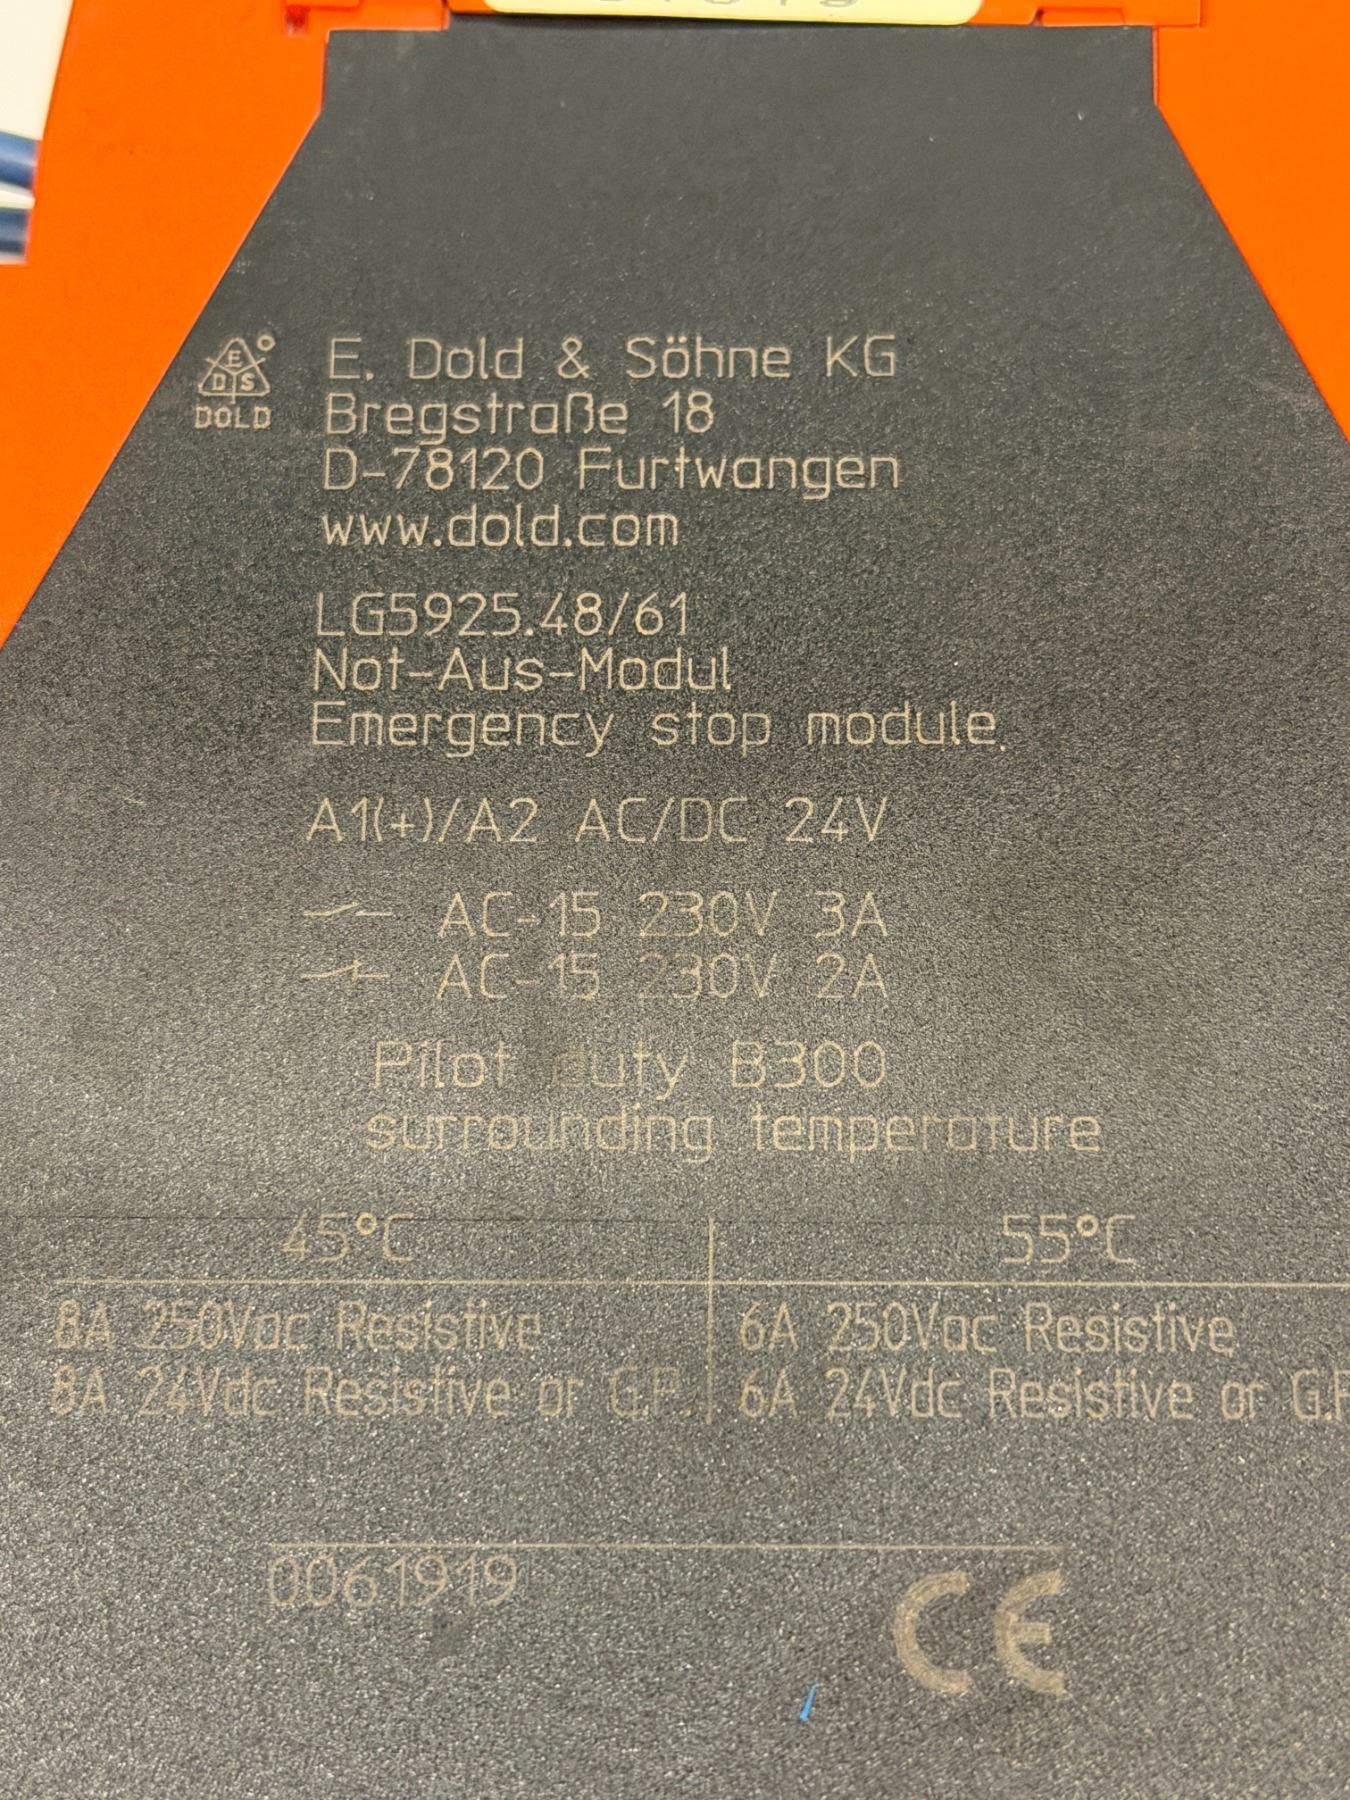 E DS
DOLD
E. Dold & Söhne KG
Bregstraße 18
D-78120 Furtwangen
www.dold.com
LG5925.48/61
Not-Aus-Modul
Emergency stop module.
A1(+)/A2 AC/DC 24V
AC-15 230V 3A
AC-15 230V 2A
Pilot duty B300
surrounding temperature
45°C 55°C
8A 250Vac Resistive 6A 250Vac Resistive
8A 24Vdc Resistive or G.P. 6A 24Vdc Resistive or G.P
0061919
CE